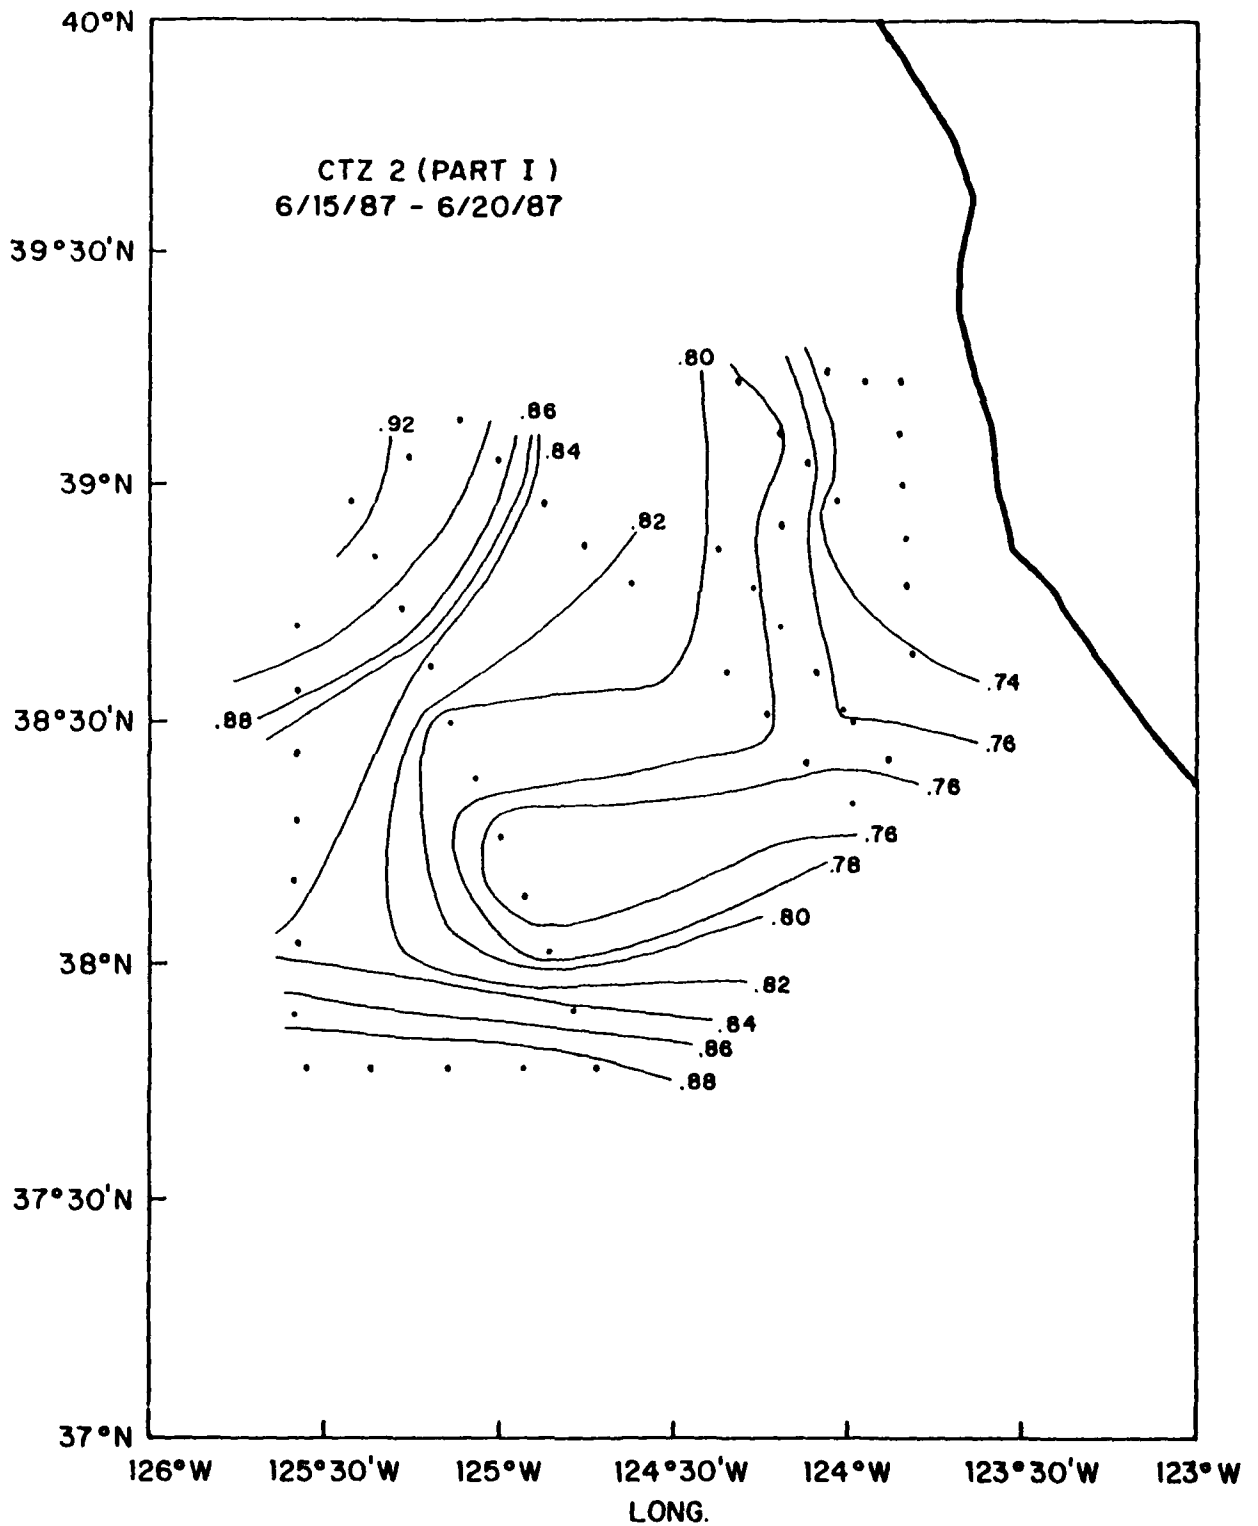 40°N
CTZ 2 (PART I)
6/15/87 - 6/20/87
39°30'N
.80
.86
.92
.84
39°N
.82
.74
.88
38°30'N
.76
.76
.76
.78
.80
38°N
.82
.84
.86
.88
37°30'N
37°N
126°W 125°30'W 125°W 124°30'W 124°W 123°30'W 123°W
LONG.